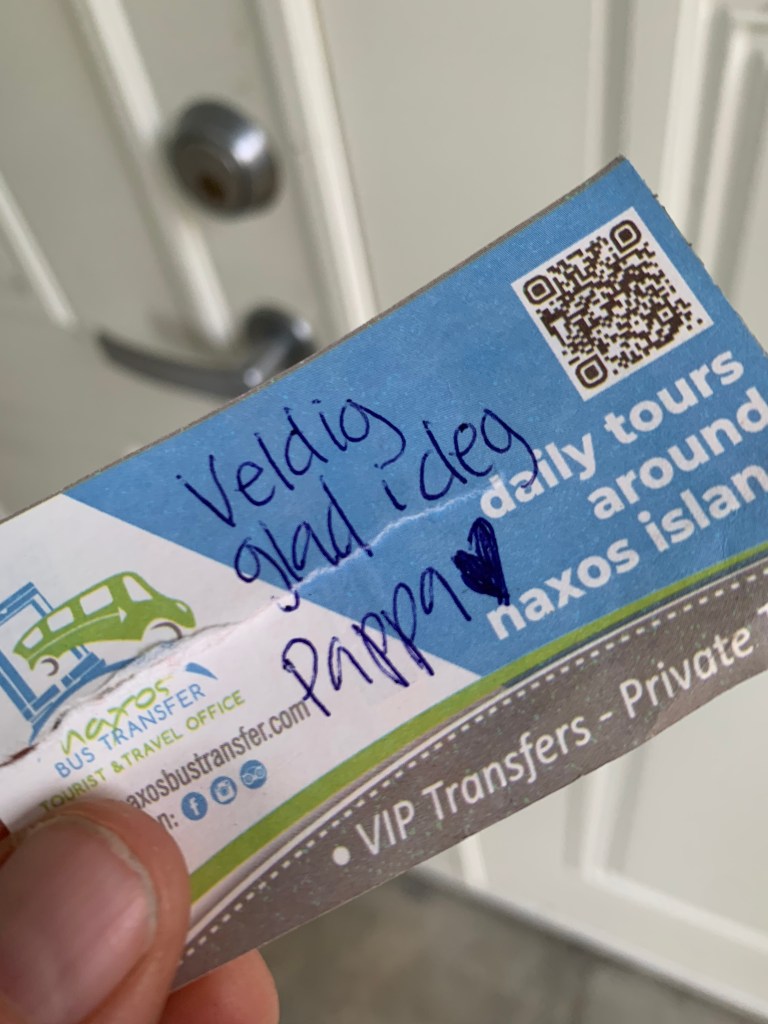 Veldig
glad i deg
Pappa
daily tours
around
naxos islan
naxos
BUS TRANSFER
TOURIST & TRAVEL OFFICE
axosbustransfer.com
n:
• VIP Transfers - Private